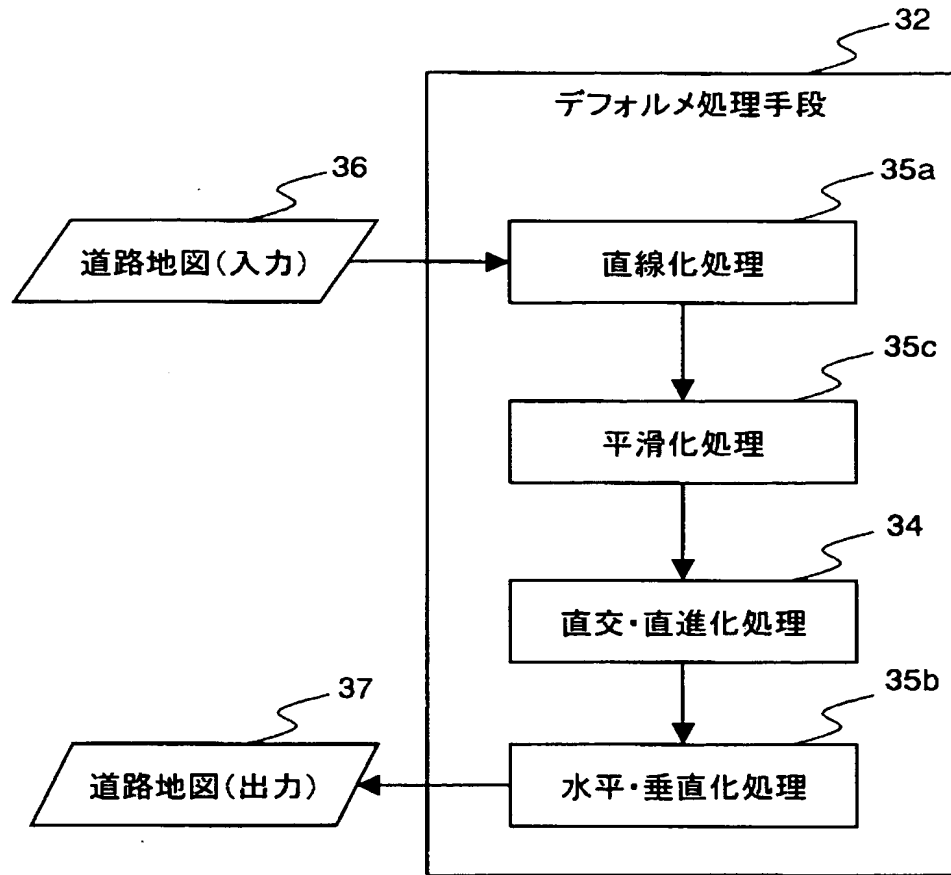 32
デフォルメ処理手段
36
35a
道路地図(入力)
直線化処理
35c
平滑化処理
34
直交・直進化処理
37
35b
道路地図(出力)
水平・垂直化処理